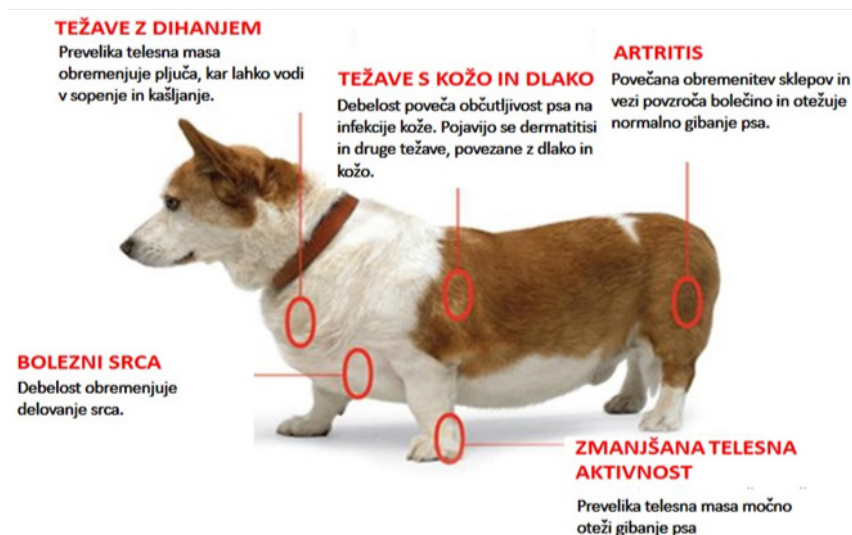 TEŽAVE Z DIHANJEM
Prevelika telesna masa
obremenjuje pljuča, kar lahko vodi
v sopenje in kašljanje.
TEŽAVE S KOŽO IN DLAKO
Debelost poveča občutljivost psa na
infekcije kože. Pojavijo se dermatitisi
in druge težave, povezane z dlako in
kožo.
ARTRITIS
Povečana obremenitev sklepov in
vezi povzroča bolečino in otežuje
normalno gibanje psa.
BOLEZNI SRCA
Debelost obremenjuje
delovanje srca.
ZMANJŠANA TELESNA
AKTIVNOST
Prevelika telesna masa močno
oteži gibanje psa